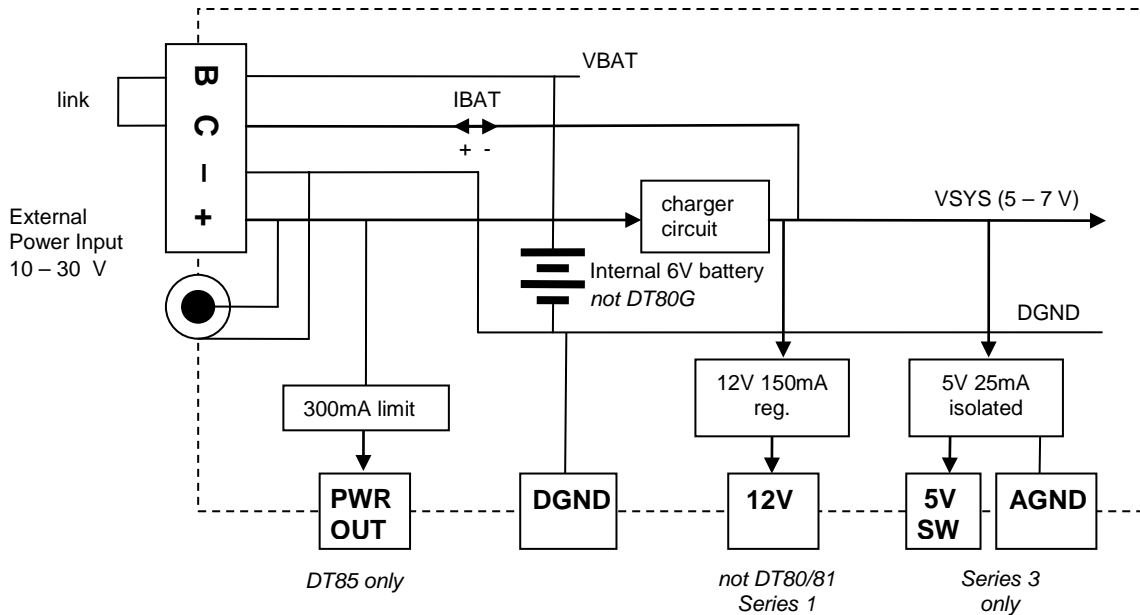 VBAT
B
link
IBAT
C
+ -
–
External
Power Input
10 – 30 V
+
charger
circuit
VSYS (5 – 7 V)
Internal 6V battery
not DT80G
DGND
300mA limit
12V 150mA
reg.
5V 25mA
isolated
PWR
OUT
DGND
12V
5V
SW
AGND
DT85 only
not DT80/81
Series 1
Series 3
only